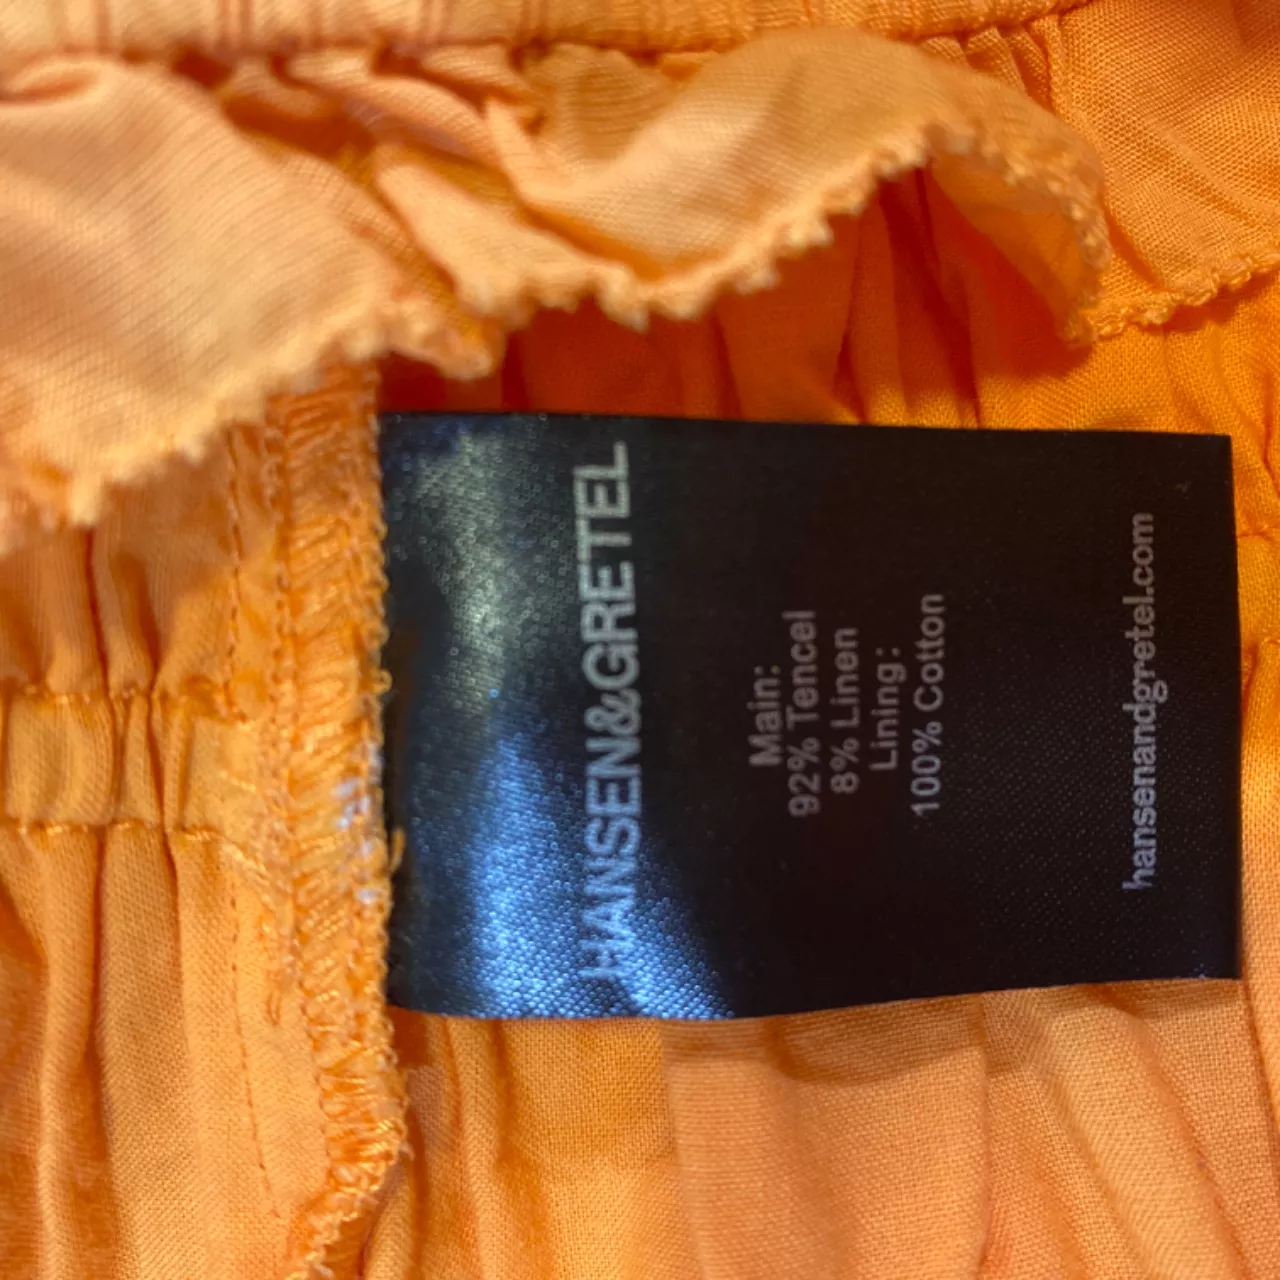 HANSEN&GRETEL
Main:
92% Tencel
8% Linen
Lining:
100% Cotton
hansenandgretel.com